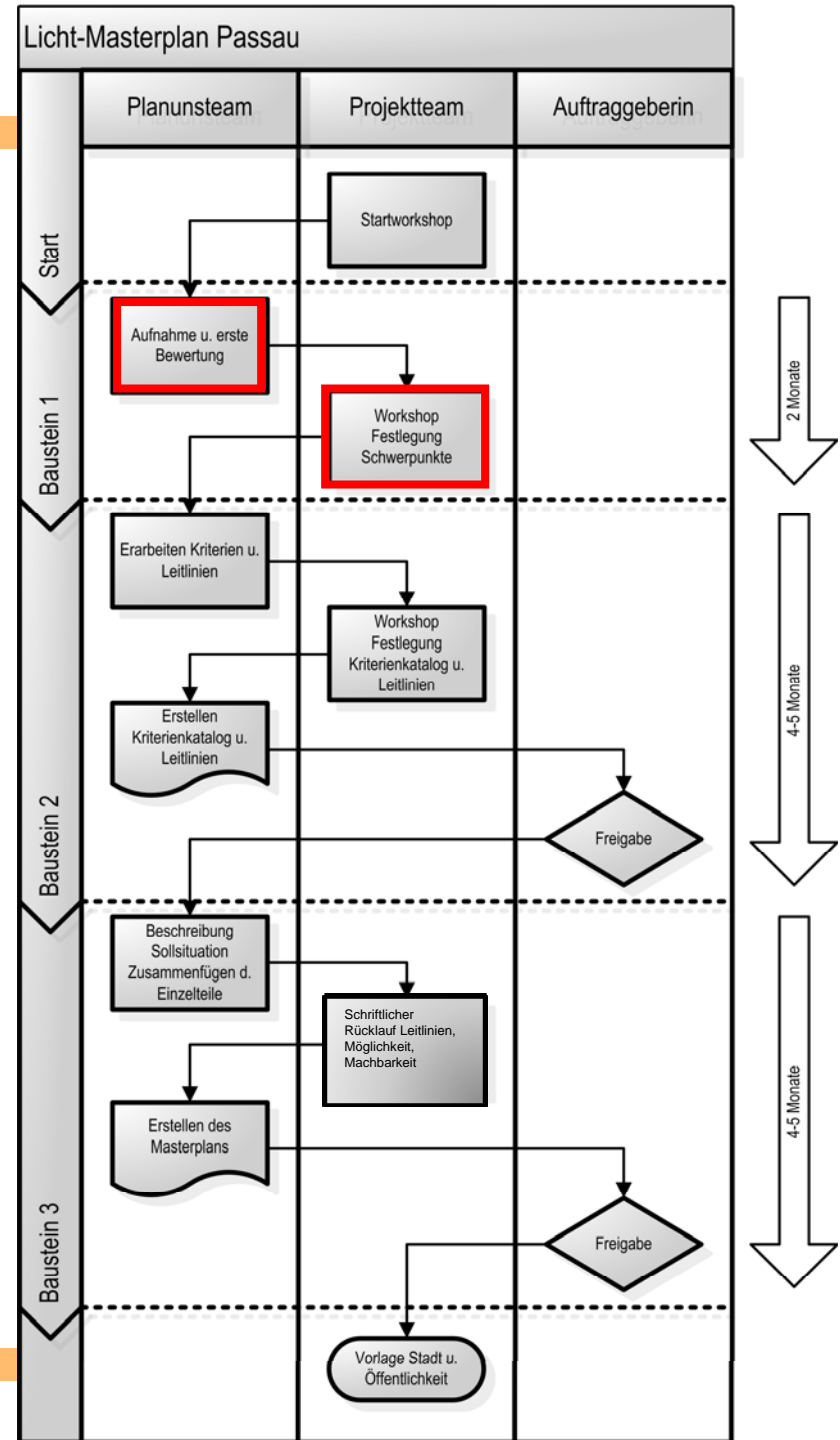 Licht-Masterplan Passau
Planunsteam
Projektteam
Auftraggeberin
Start
Startworkshop
Baustein 1
Aufnahme u. erste
Bewertung
Workshop
Festlegung
Schwerpunkte
2 Monate
Baustein 2
Erarbeiten Kriterien u.
Leitlinien
Workshop
Festlegung
Kriterienkatalog u.
Leitlinien
Erstellen
Kriterienkatalog u.
Leitlinien
Freigabe
4-5 Monate
Baustein 3
Beschreibung
Sollsituation
Zusammenfügen d.
Einzelteile
Schriftlicher
Rücklauf Leitlinien,
Möglichkeit,
Machbarkeit
Erstellen des
Masterplans
Freigabe
4-5 Monate
Vorlage Stadt u.
Öffentlichkeit